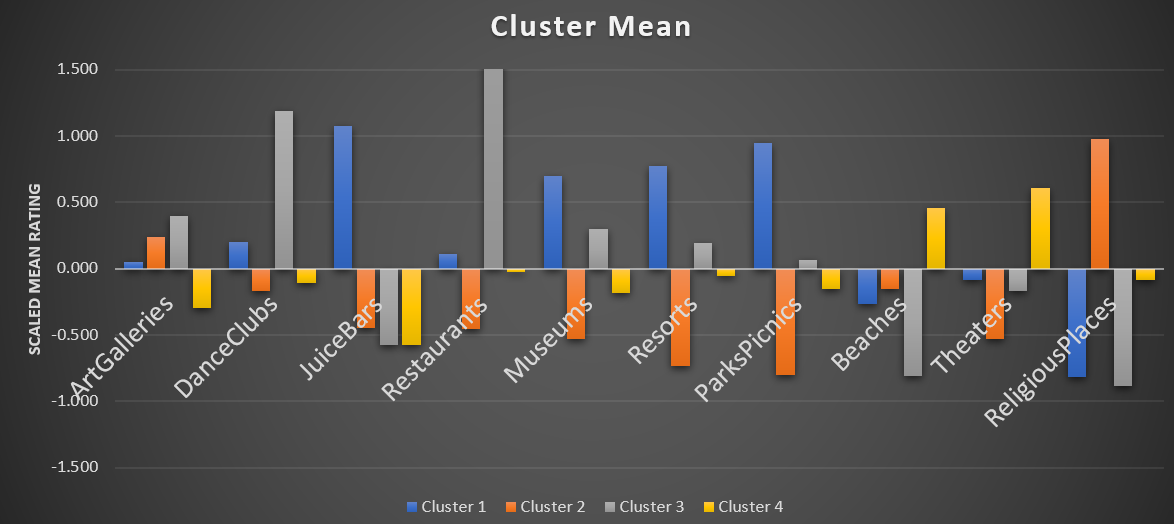 Cluster Mean
SCALED MEAN RATING
1.500
1.000
0.500
0.000
-0.500
-1.000
-1.500
ArtGalleries
DanceClubs
JuiceBars
Restaurants
Museums
Resorts
ParksPicnics
Beaches
Theaters
ReligiousPlaces
Cluster 1 Cluster 2 Cluster 3 Cluster 4